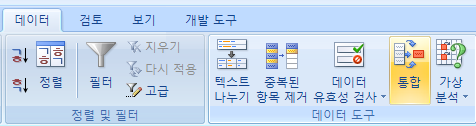 데이터 검토 보기 개발 도구
정렬
필터
지우기
다시 적용
고급
정렬 및 필터
텍스트
나누기
중복된
항목 제거
데이터
유효성 검사
통합
가상
분석
데이터 도구